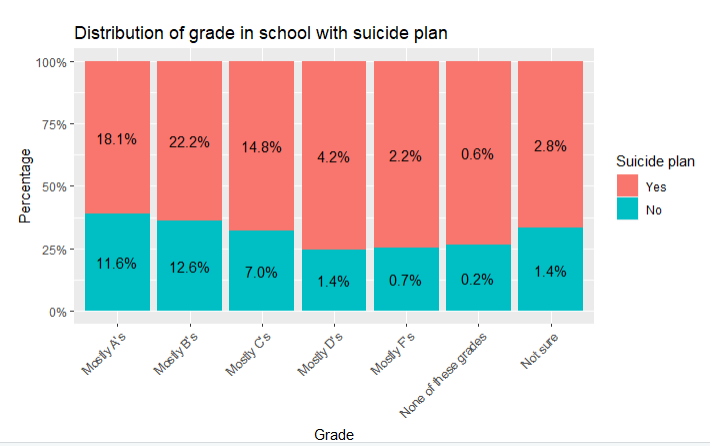 Distribution of grade in school with suicide plan
100%
75%
50%
25%
0%
Percentage
18.1%
22.2%
14.8%
4.2%
2.2%
0.6%
2.8%
11.6%
12.6%
7.0%
1.4%
0.7%
0.2%
1.4%
Mostly A's
Mostly B's
Mostly C's
Mostly D's
Mostly F's
None of these grades
Not sure
Grade
Suicide plan
Yes
No